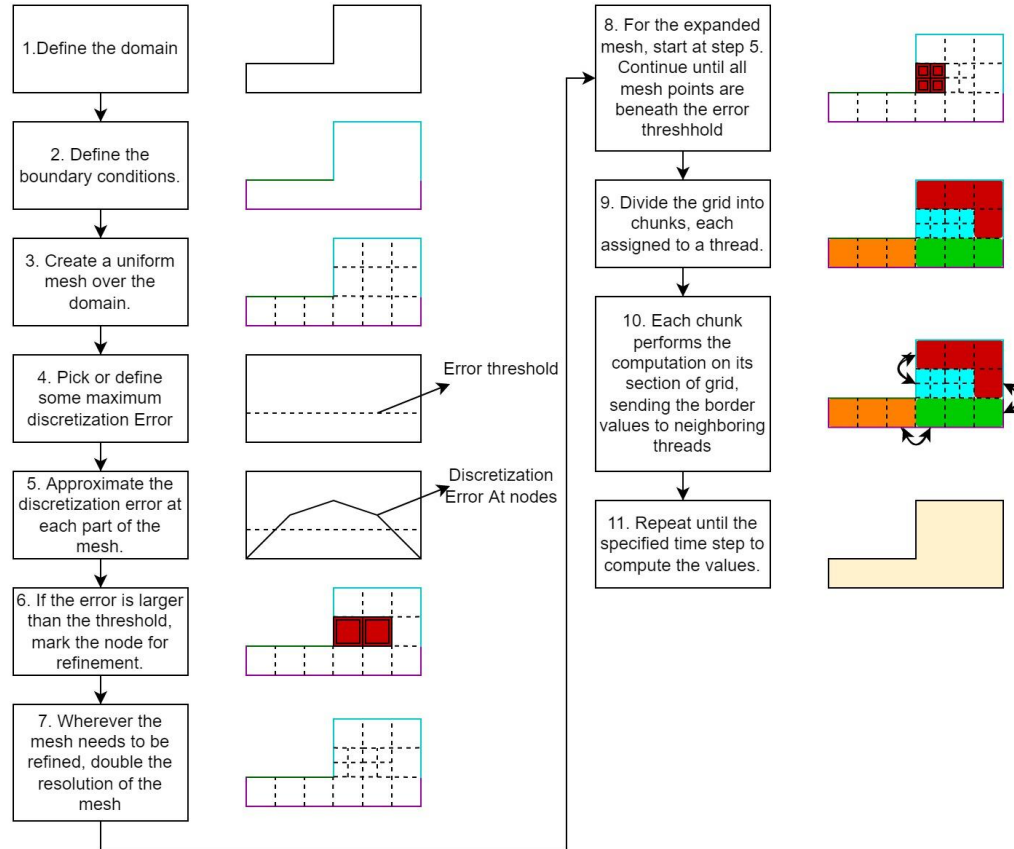 1.Define the domain
2. Define the
boundary conditions.
3. Create a uniform
mesh over the
domain.
4. Pick or define
some maximum
discretization Error
Error threshold
5. Approximate the
discretization error at
each part of the
mesh.
Discretization
Error At nodes
6. If the error is larger
than the threshold,
mark the node for
refinement.
7. Wherever the
mesh needs to be
refined, double the
resolution of the
mesh
8. For the expanded
mesh, start at step 5.
Continue until all
mesh points are
beneath the error
threshhold
9. Divide the grid into
chunks, each
assigned to a thread.
10. Each chunk
performs the
computation on its
section of grid,
sending the border
values to neighboring
threads
11. Repeat until the
specified time step to
compute the values.